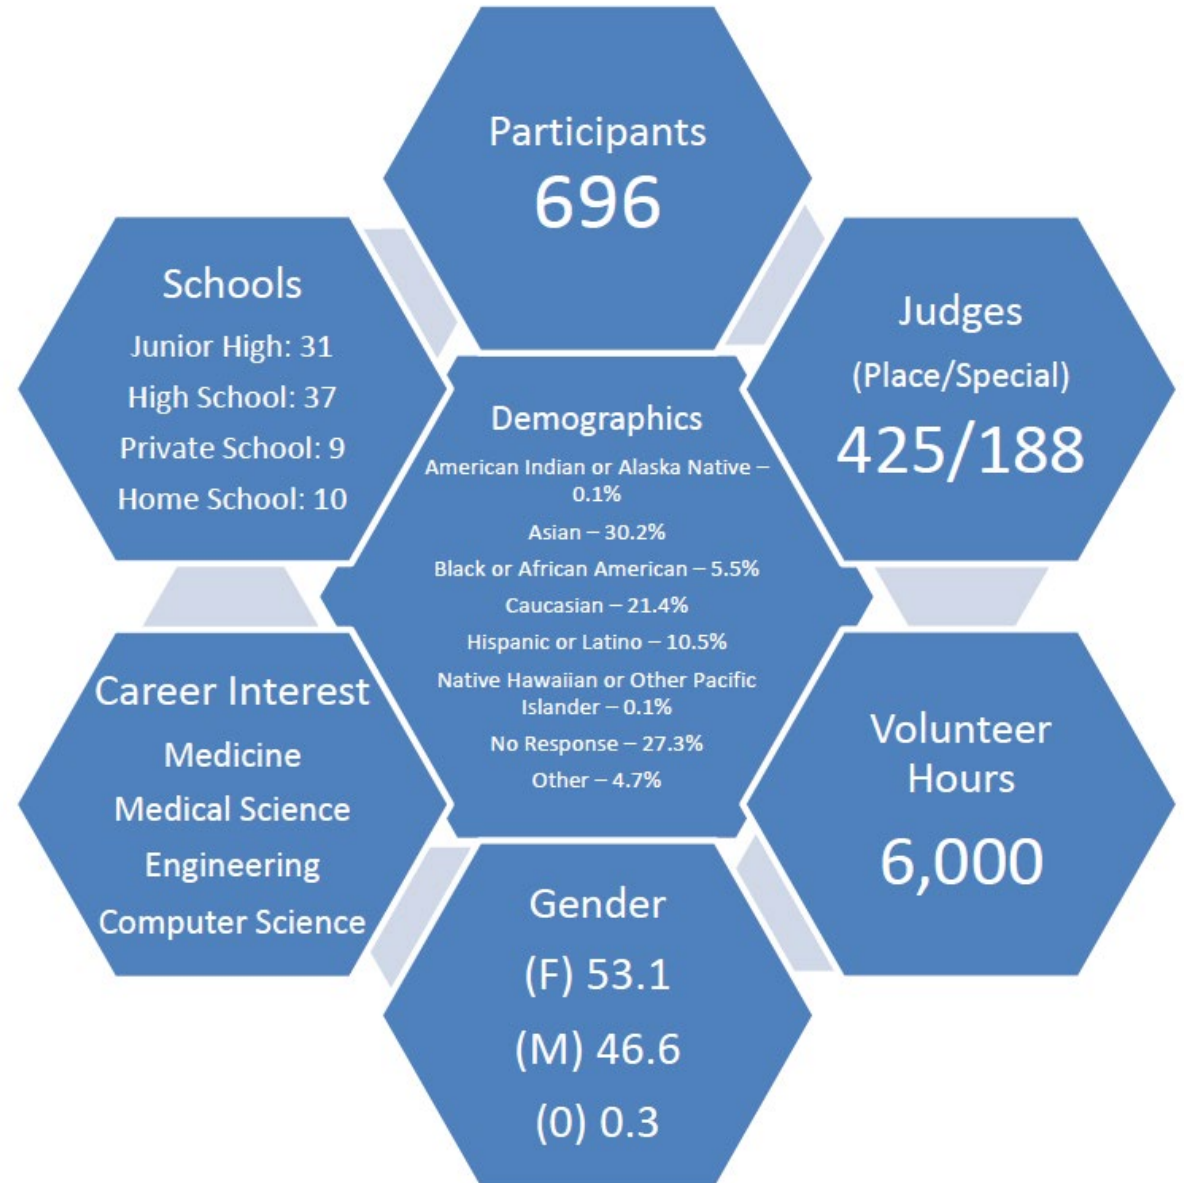 Participants
696
Schools
Junior High: 31
High School: 37
Private School: 9
Home School: 10
Judges
(Place/Special)
425/188
Demographics
American Indian or Alaska Native –
0.1%
Asian – 30.2%
Black or African American – 5.5%
Caucasian – 21.4%
Hispanic or Latino – 10.5%
Native Hawaiian or Other Pacific
Islander – 0.1%
No Response – 27.3%
Other – 4.7%
Career Interest
Medicine
Medical Science
Engineering
Computer Science
Volunteer
Hours
6,000
Gender
(F) 53.1
(M) 46.6
(0) 0.3